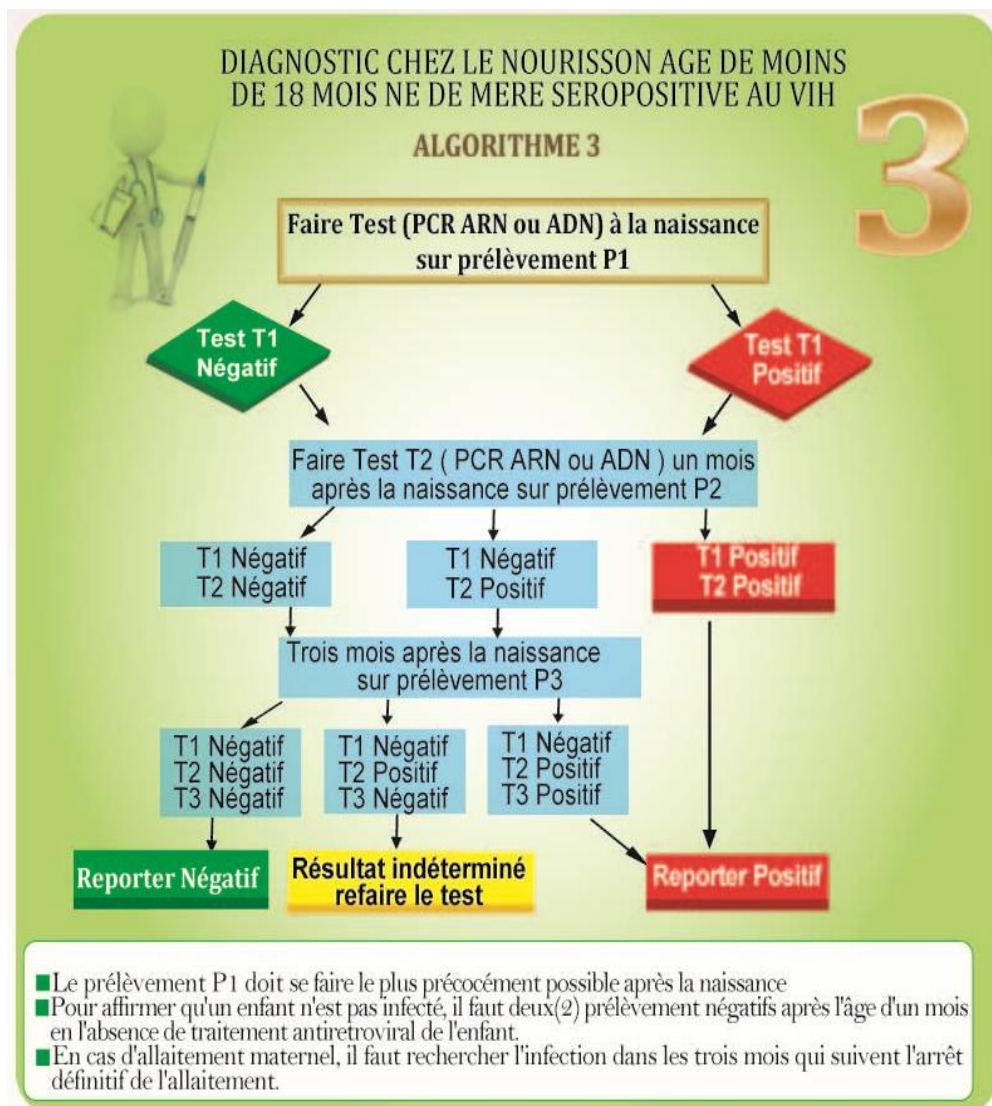 DIAGNOSTIC CHEZ LE NOURISSON AGE DE MOINS
DE 18 MOIS NE DE MERE SEROPOSITIVE AU VIH
ALGORITHME 3
3
Faire Test (PCR ARN ou ADN) à la naissance
sur prélèvement P1
Test T1
Négatif
Test T1
Positif
Faire Test T2 ( PCR ARN ou ADN ) un mois
après la naissance sur prélèvement P2
T1 Négatif
T2 Négatif
T1 Négatif
T2 Positif
T1 Positif
T2 Positif
Trois mois après la naissance
sur prélèvement P3
T1 Négatif
T2 Négatif
T3 Négatif
T1 Négatif
T2 Positif
T3 Négatif
T1 Négatif
T2 Positif
T3 Positif
Reporter Négatif
Résultat indéterminé
refaire le test
Reporter Positif
Le prélèvement P1 doit se faire le plus précocément possible après la naissance
Pour affirmer qu'un enfant n'est pas infecté, il faut deux(2) prélèvement négatifs après l'âge d'un mois
en l'absence de traitement antiretroviral de l'enfant.
En cas d'allaitement maternel, il faut rechercher l'infection dans les trois mois qui suivent l'arrêt
définitif de l'allaitement.